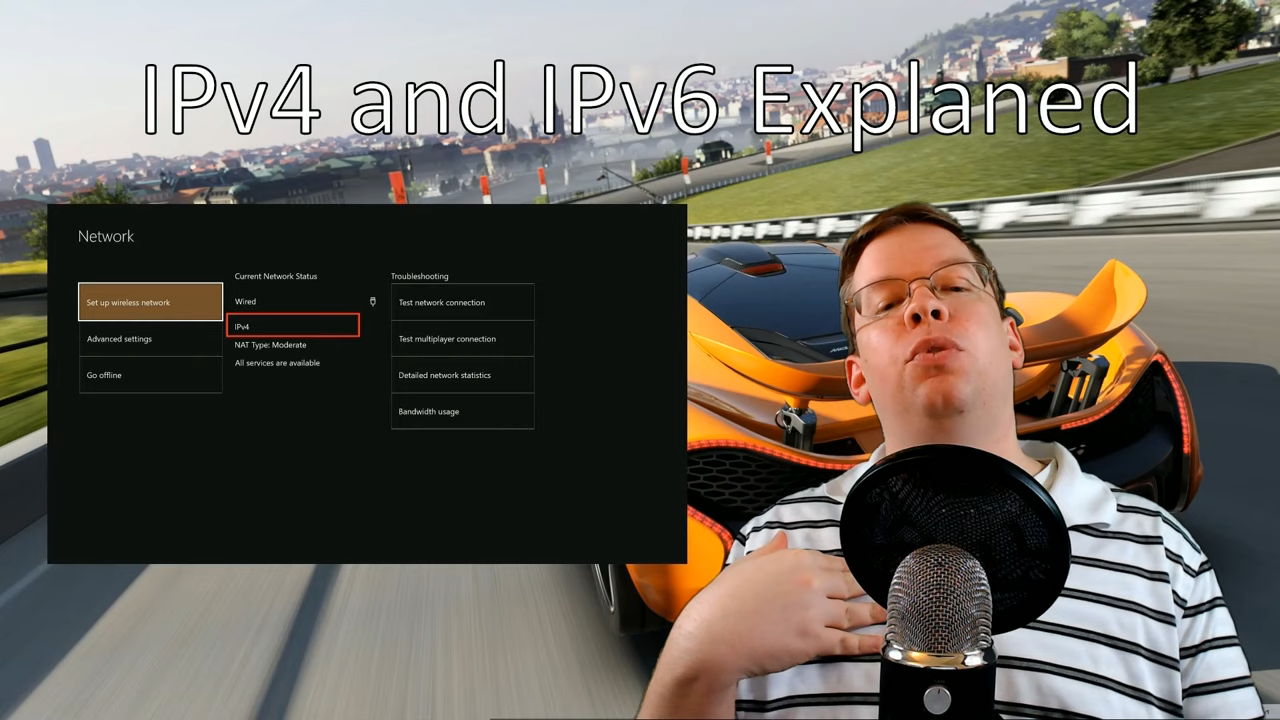 IPv4 and IPv6 Explaned
Network
Current Network Status
Troubleshooting
Set up wireless network
Wired
Test network connection
IPv4
Advanced settings
NAT Type: Moderate
Test multiplayer connection
All services are available
Go offline
Detailed network statistics
Bandwidth usage